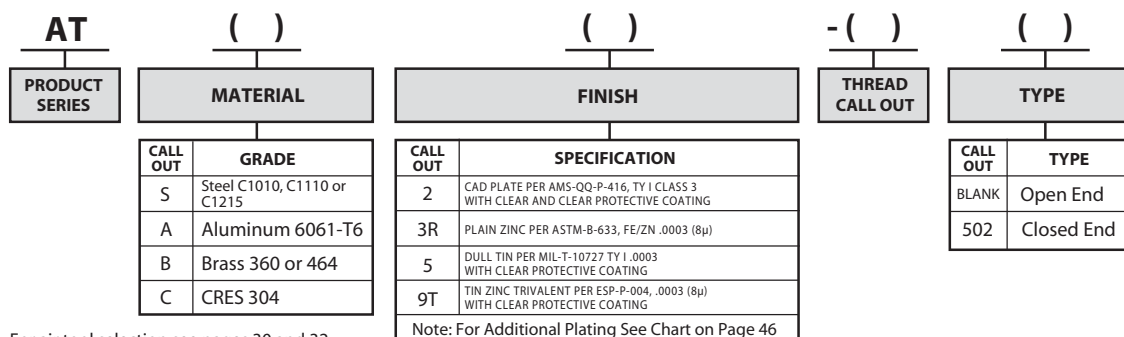 AT ( ) ( ) - ( ) ( )
PRODUCT
SERIES
MATERIAL
FINISH
THREAD
CALL OUT
TYPE
CALL
OUT
GRADE
S
Steel C1010, C1110 or
C1215
A
Aluminum 6061-T6
B
Brass 360 or 464
C
CRES 304
CALL
OUT
SPECIFICATION
2
CAD PLATE PER AMS-QQ-P-416, TY I CLASS 3
WITH CLEAR AND CLEAR PROTECTIVE COATING
3R
PLAIN ZINC PER ASTM-B-633, FE/ZN .0003 (8µ)
5
DULL TIN PER MIL-T-10727 TY I .0003
WITH CLEAR PROTECTIVE COATING
9T
TIN ZINC TRIVALENT PER ESP-P-004, .0003 (8µ)
WITH CLEAR PROTECTIVE COATING
Note: For Additional Plating See Chart on Page 46
CALL
OUT
TYPE
BLANK
Open End
502
Closed End